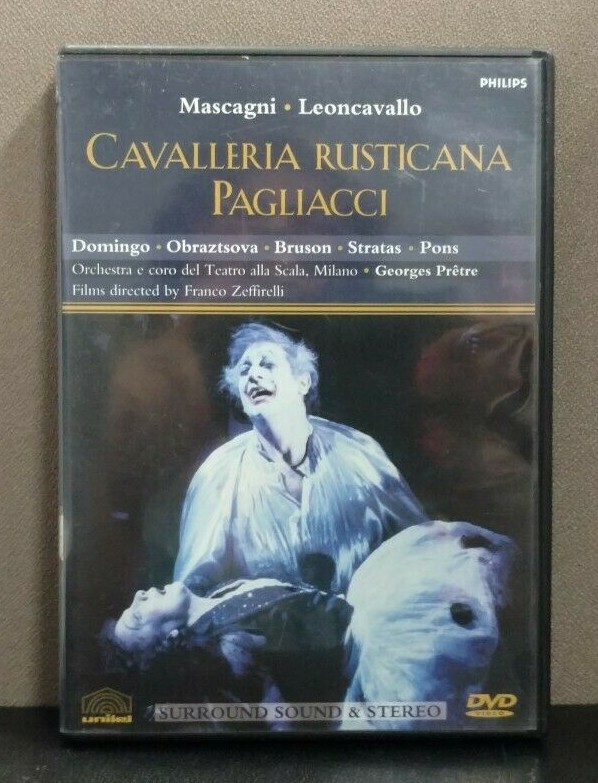 PHILIPS
Mascagni • Leoncavallo
CAVALLERIA RUSTICANA
PAGLIACCI
Domingo • Obraztsova • Bruson • Stratas • Pons
Orchestra e coro del Teatro alla Scala, Milano • Georges Prêtre
Films directed by Franco Zeffirelli
unitel
SURROUND SOUND & STEREO
DVD
VIDEO